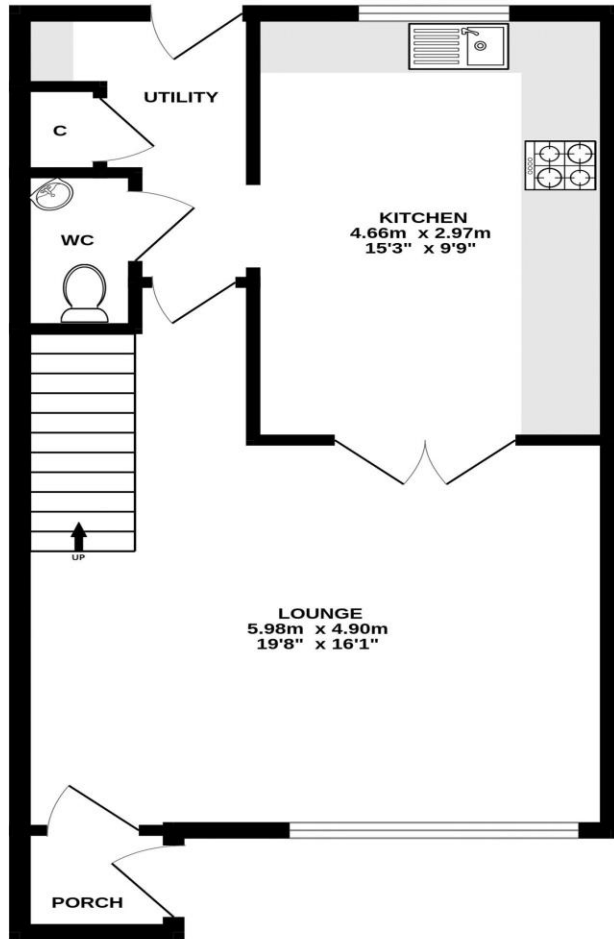 UTILITY
C
WC
KITCHEN
4.66m x 2.97m
15'3" x 9'9"
UP
LOUNGE
5.98m x 4.90m
19'8" x 16'1"
PORCH